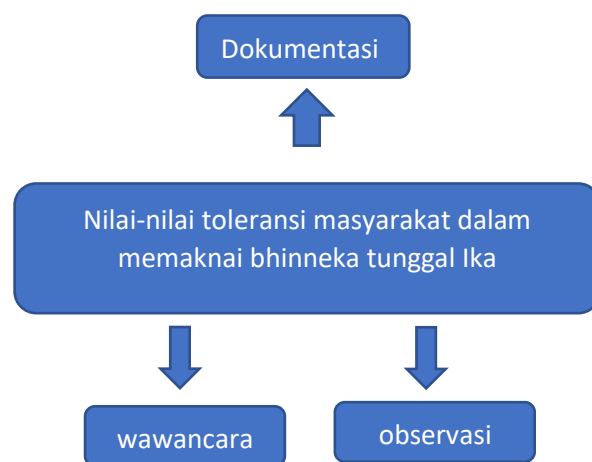 Dokumentasi
Nilai-nilai toleransi masyarakat dalam
memaknai bhinneka tunggal Ika
wawancara
observasi